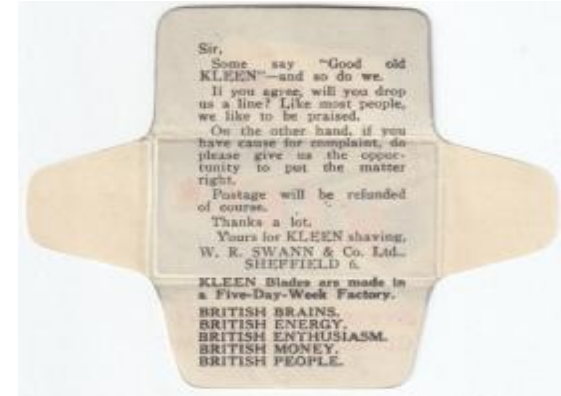 Sir,
Some say "Good old
KLEEN"—and so do we.
If you agree, will you drop
us a line? Like most people,
we like to be praised.
On the other hand, if you
have cause for complaint, do
please give us the oppor-
tunity to put the matter
right.
Postage will be refunded
of course.
Thanks a lot.
Yours for KLEEN shaving,
W. R. SWANN & Co. Ltd..
SHEFFIELD 6.
KLEEN Blades are made in
a Five-Day-Week Factory.
BRITISH BRAINS.
BRITISH ENERGY.
BRITISH ENTHUSIASM.
BRITISH MONEY.
BRITISH PEOPLE.